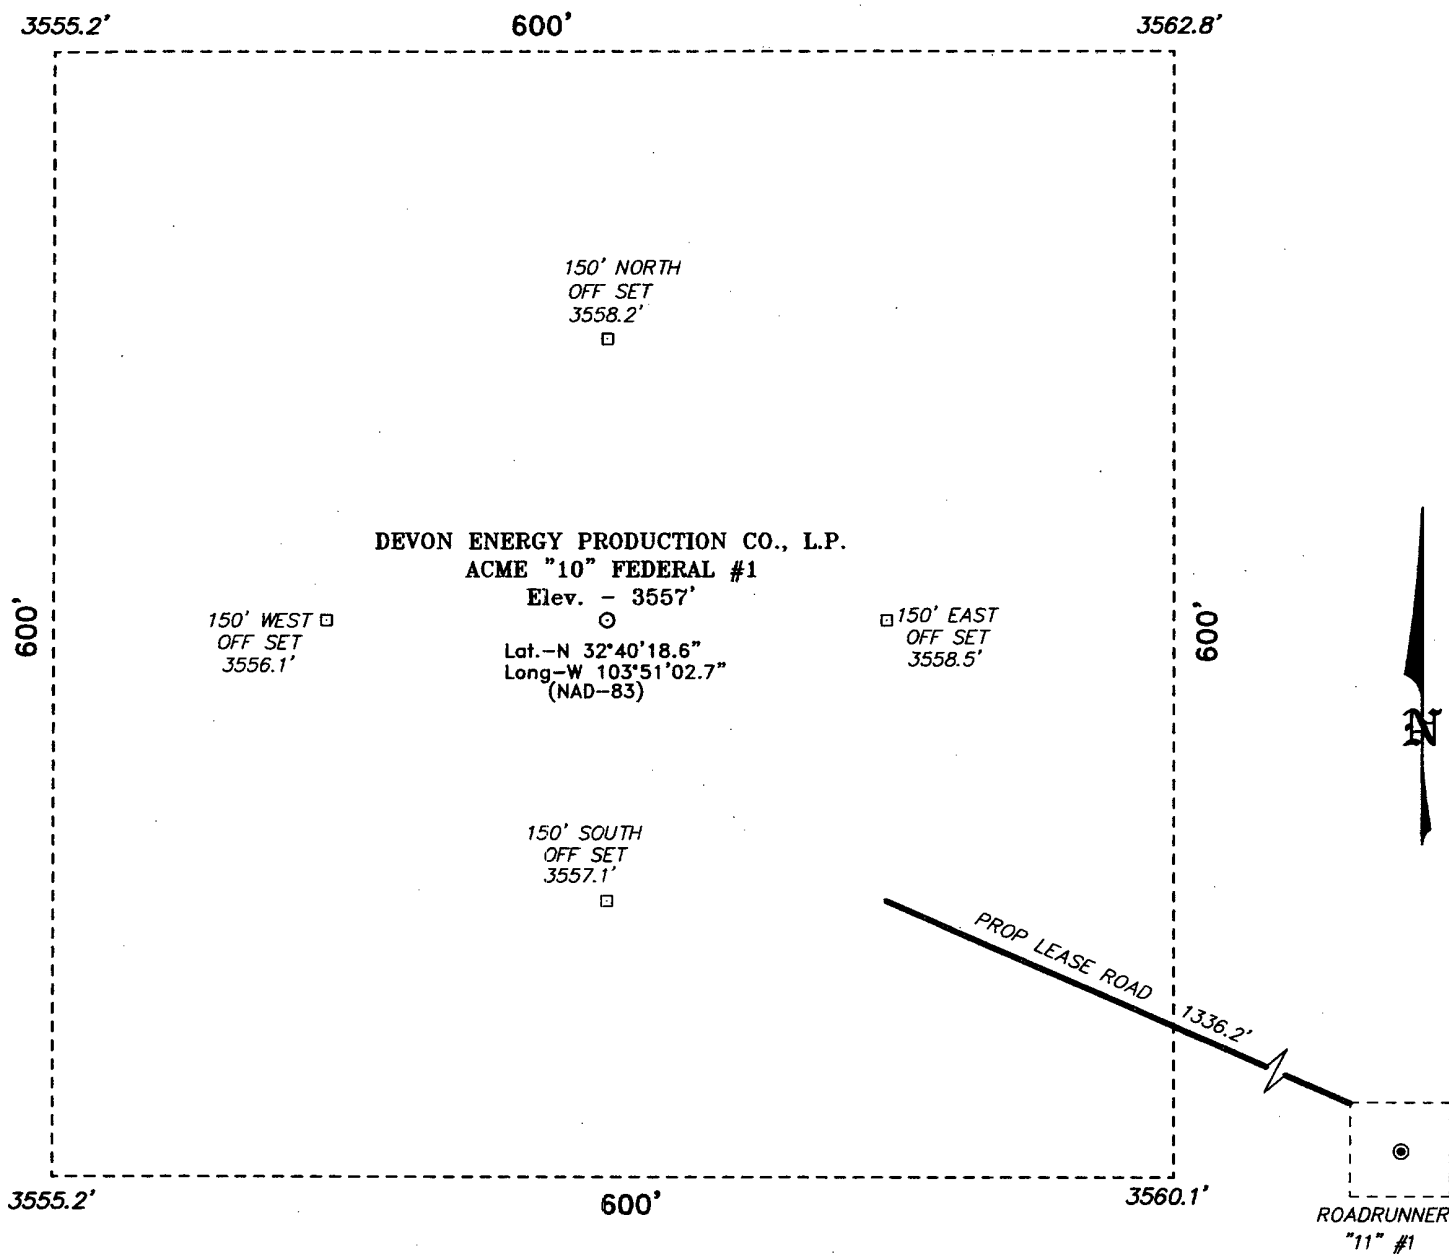 3555.2' 600' 3562.8'
150' NORTH
OFF SET
3558.2'
DEVON ENERGY PRODUCTION CO., L.P.
ACME "10" FEDERAL #1
Elev. - 3557'
Lat.-N 32°40'18.6"
Long-W 103°51'02.7"
(NAD-83)
600'
150' WEST
OFF SET
3556.1'
150' EAST
OFF SET
3558.5'
600'
N
150' SOUTH
OFF SET
3557.1'
PROP LEASE ROAD 1336.2'
3555.2' 600' 3560.1'
ROADRUNNER
"11" #1